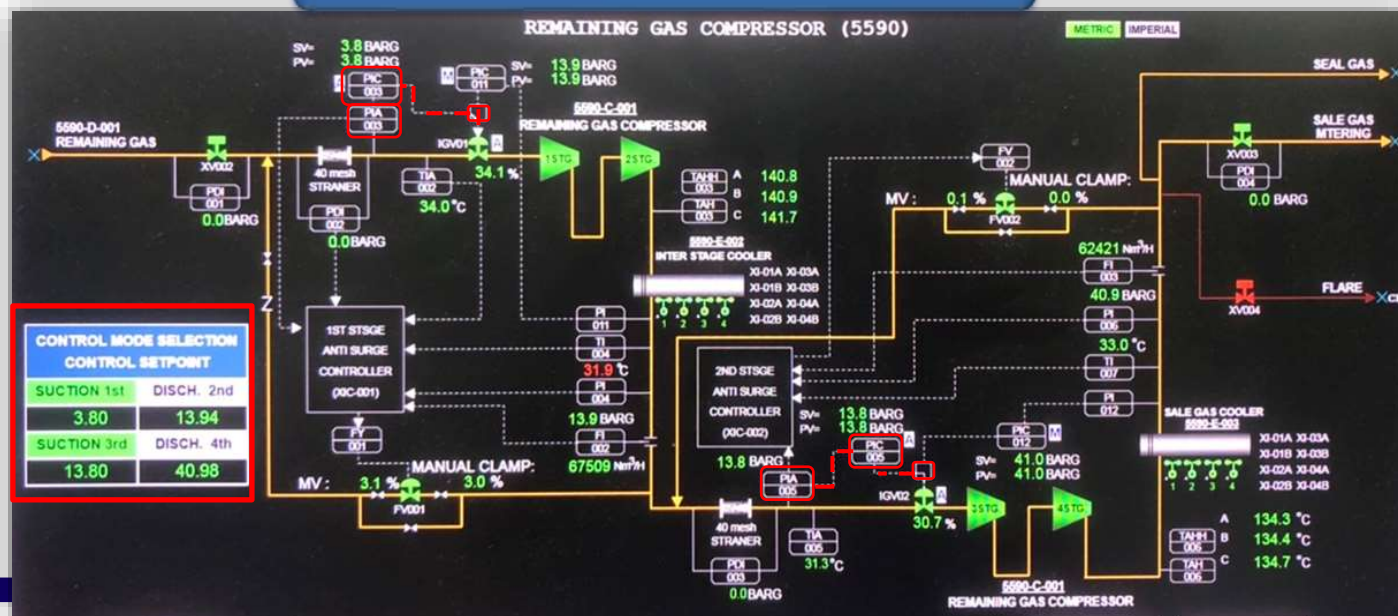 REMAINING GAS COMPRESSOR (5590)
METRIC IMPERIAL
SV= 3.8 BARG
PV= 3.8 BARG
PIC 003
PIA 003
M
PIC 011
SV= 13.9 BARG
PV= 13.9 BARG
5590-D-001
REMAINING GAS
XV002
PDI 001
0.0BARG
40 mesh
STRANER
PDI 002
0.0BARG
TIA 002
34.0 °C
IGV01 A
34.1 %
5590-C-001
REMAINING GAS COMPRESSOR
1STG
2STG
TAHH 003
TAH 003
A 140.8
B 140.9
C 141.7
5590-E-002
INTER STAGE COOLER
XI-01A XI-03A
XI-01B XI-03B
XI-02A XI-04A
XI-02B XI-04B
1 2 3 4
FV 002
MANUAL CLAMP:
MV : 0.1 % 0.0 %
FV002
SEAL GAS
SALE GAS
MTERING
XV003
PDI 004
0.0 BARG
FLARE
XV004
62421 Nm³/H
FI 003
40.9 BARG
PI 006
33.0 °C
TI 007
PI 012
Z
CONTROL MODE SELECTION
CONTROL SETPOINT
SUCTION 1st DISCH. 2nd
3.80 13.94
SUCTION 3rd DISCH. 4th
13.80 40.98
1ST STSGE
ANTI SURGE
CONTROLLER
(XIC-001)
FY 001
MANUAL CLAMP:
MV : 3.1 % 3.0 %
FV001
PI 011
TI 004
31.9 °C
PI 004
13.9 BARG
FI 002
67509 Nm³/H
2ND STSGE
ANTI SURGE
CONTROLLER
(XIC-002)
13.8 BARG
PIA 005
SV= 13.8 BARG
PV= 13.8 BARG
PIC 005
A
PIC 012
M
SV= 41.0 BARG
PV= 41.0 BARG
IGV02 A
30.7 %
40 mesh
STRANER
PDI 003
0.0BARG
TIA 005
31.3°C
3STG
4STG
5590-C-001
REMAINING GAS COMPRESSOR
SALE GAS COOLER
5590-E-003
XI-01A XI-03A
XI-01B XI-03B
XI-02A XI-04A
XI-02B XI-04B
1 2 3 4
TAHH 006
TAH 006
A 134.3 °C
B 134.4 °C
C 134.7 °C